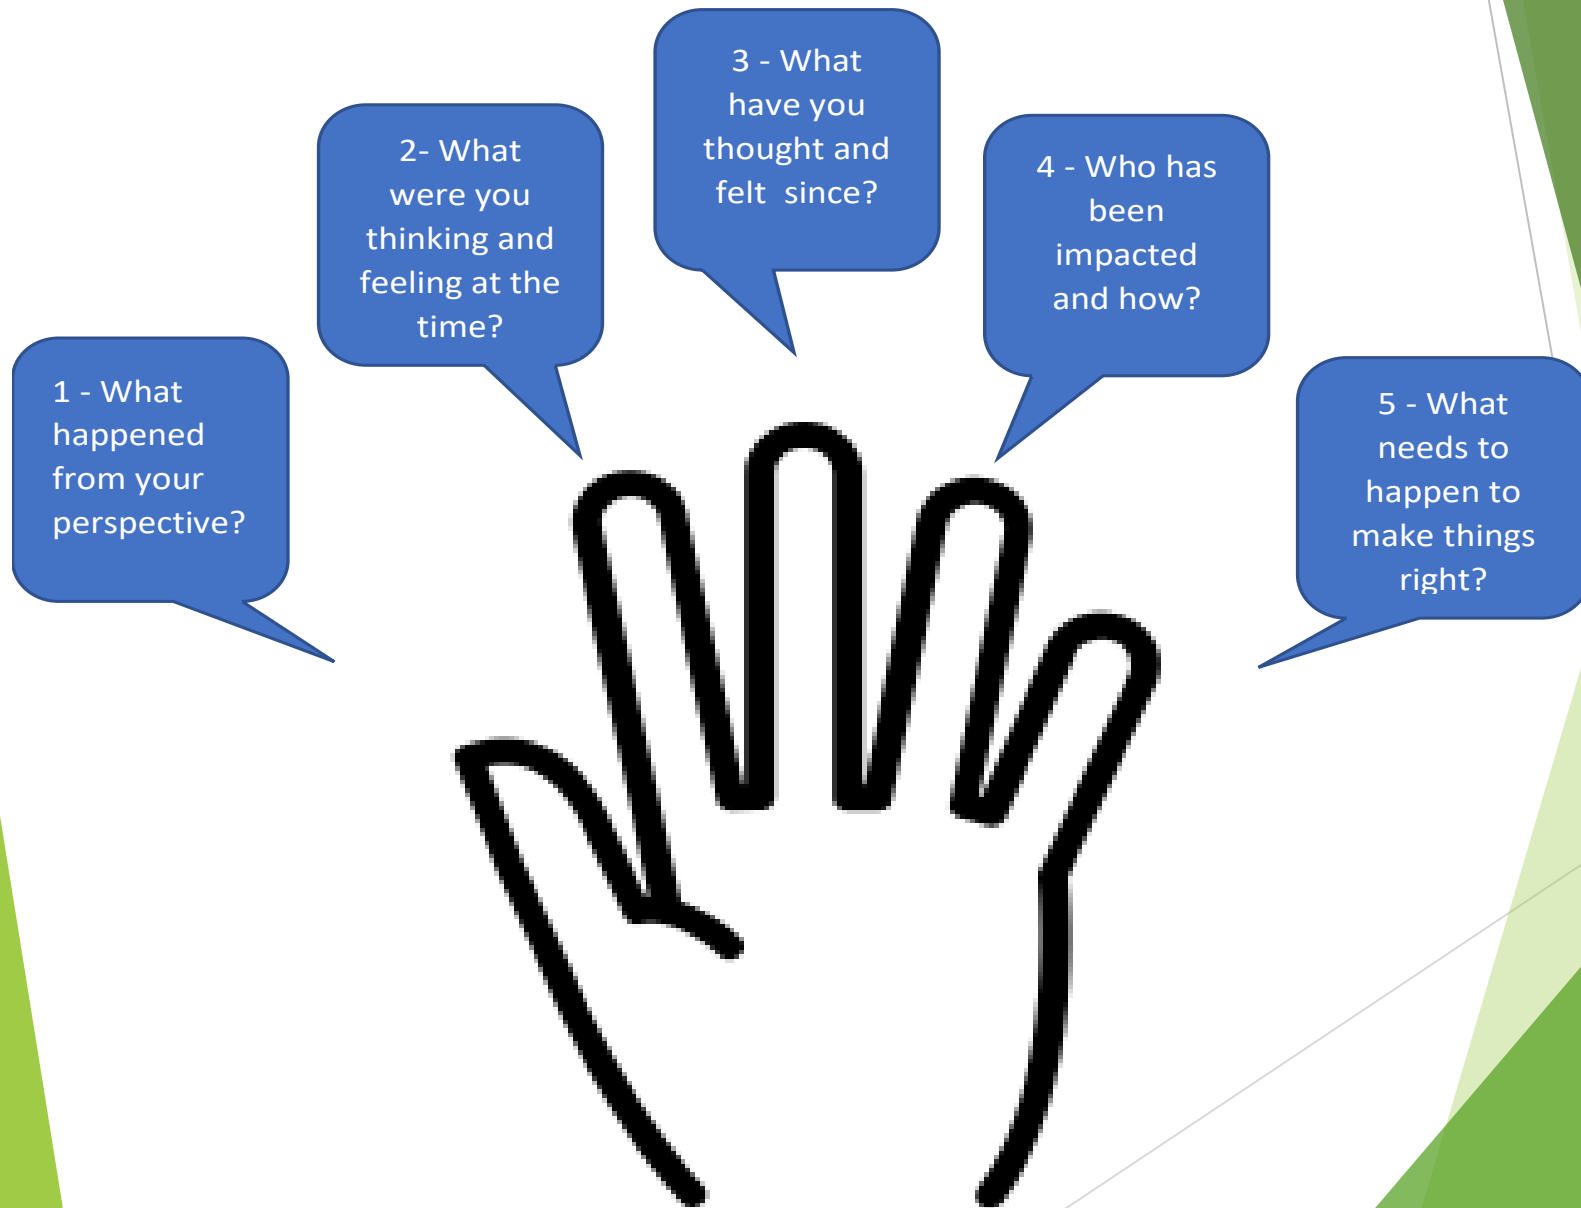 1 - What
happened
from your
perspective?
2- What
were you
thinking and
feeling at the
time?
3 - What
have you
thought and
felt  since?
4 - Who has
been
impacted
and how?
5 - What
needs to
happen to
make things
right?